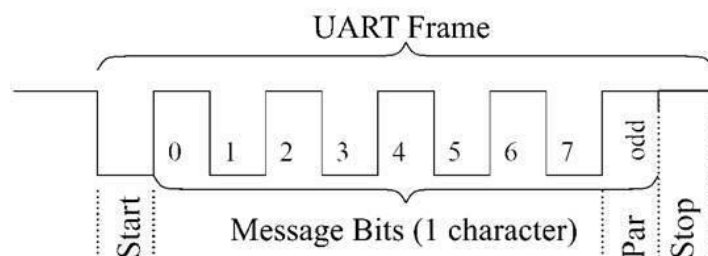 UART Frame
0 1 2 3 4 5 6 7 odd
Start
Message Bits (1 character)
Par
Stop